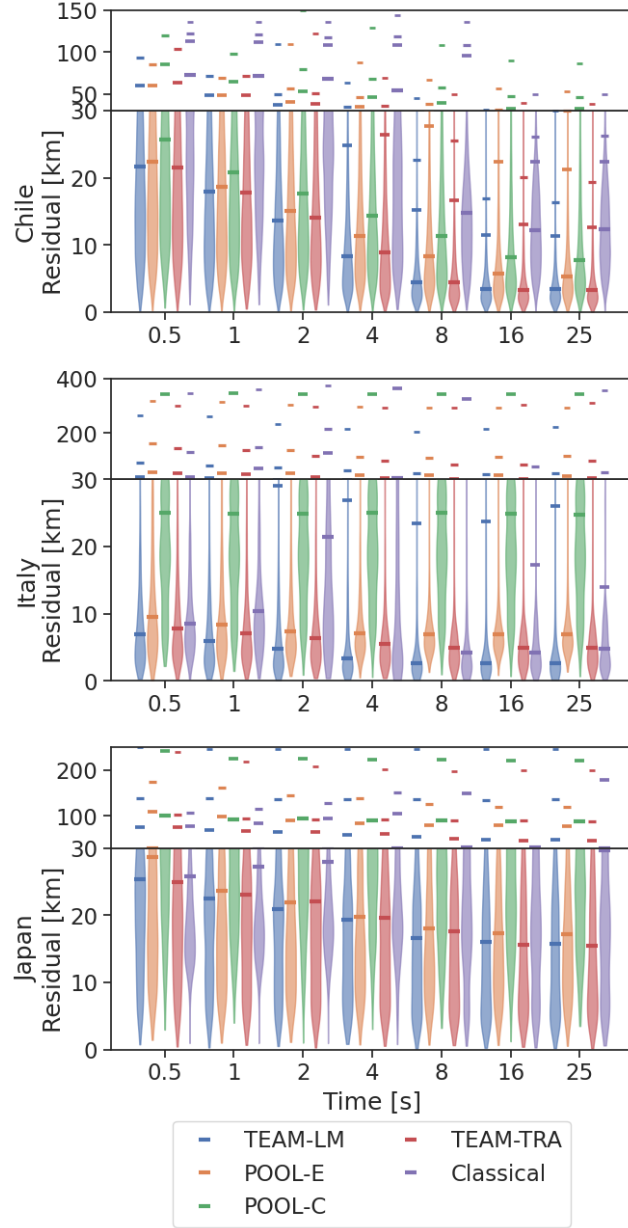 150
100
50
30
20
10
0
Chile
Residual [km]
0.5 1 2 4 8 16 25
400
200
30
20
10
0
Italy
Residual [km]
0.5 1 2 4 8 16 25
200
100
30
20
10
0
Japan
Residual [km]
0.5 1 2 4 8 16 25
Time [s]
TEAM-LM TEAM-TRA
POOL-E Classical
POOL-C